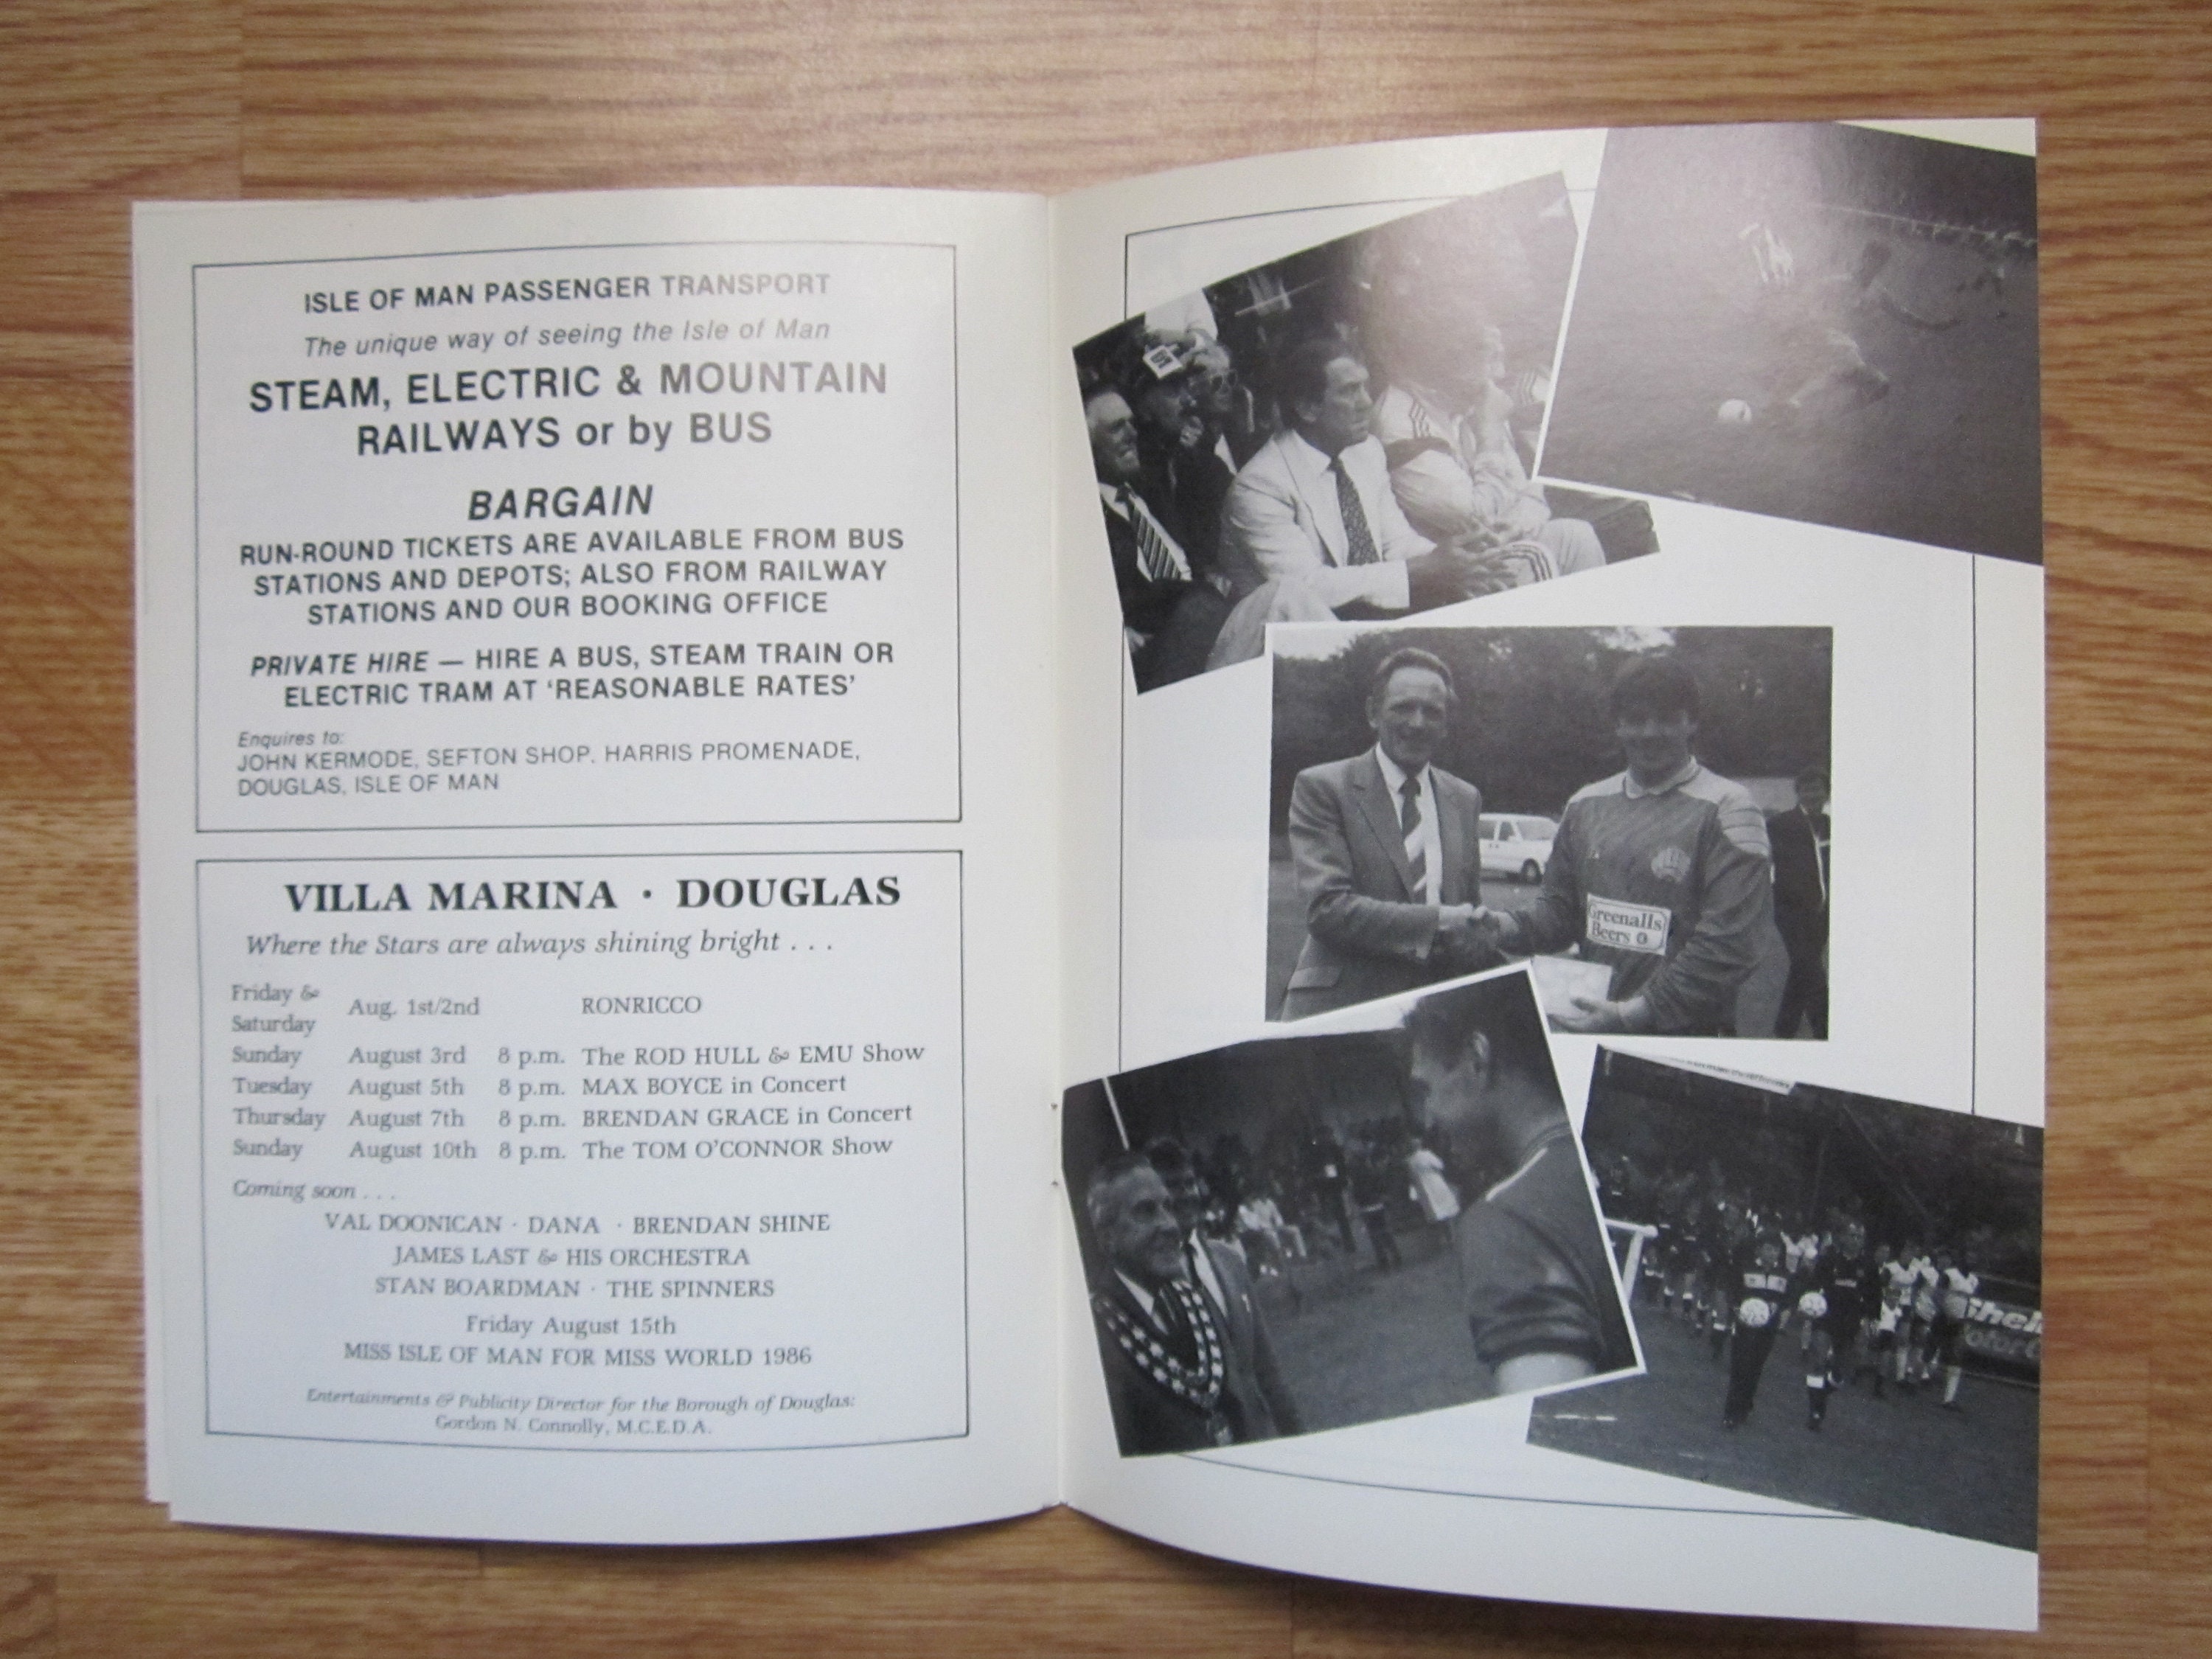 ISLE OF MAN PASSENGER TRANSPORT
The unique way of seeing the Isle of Man
STEAM, ELECTRIC & MOUNTAIN
RAILWAYS or by BUS
BARGAIN
RUN-ROUND TICKETS ARE AVAILABLE FROM BUS
STATIONS AND DEPOTS; ALSO FROM RAILWAY
STATIONS AND OUR BOOKING OFFICE
PRIVATE HIRE — HIRE A BUS, STEAM TRAIN OR
ELECTRIC TRAM AT ‘REASONABLE RATES’
Enquires to:
JOHN KERMODE, SEFTON SHOP. HARRIS PROMENADE,
DOUGLAS, ISLE OF MAN
VILLA MARINA · DOUGLAS
Where the Stars are always shining bright . . .
Friday & Saturday Aug. 1st/2nd RONRICCO
Sunday August 3rd 8 p.m. The ROD HULL & EMU Show
Tuesday August 5th 8 p.m. MAX BOYCE in Concert
Thursday August 7th 8 p.m. BRENDAN GRACE in Concert
Sunday August 10th 8 p.m. The TOM O’CONNOR Show
Coming soon . . .
VAL DOONICAN · DANA · BRENDAN SHINE
JAMES LAST & HIS ORCHESTRA
STAN BOARDMAN · THE SPINNERS
Friday August 15th
MISS ISLE OF MAN FOR MISS WORLD 1986
Entertainments & Publicity Director for the Borough of Douglas:
Gordon N. Connolly, M.C.E.D.A.
Greenalls
Beers